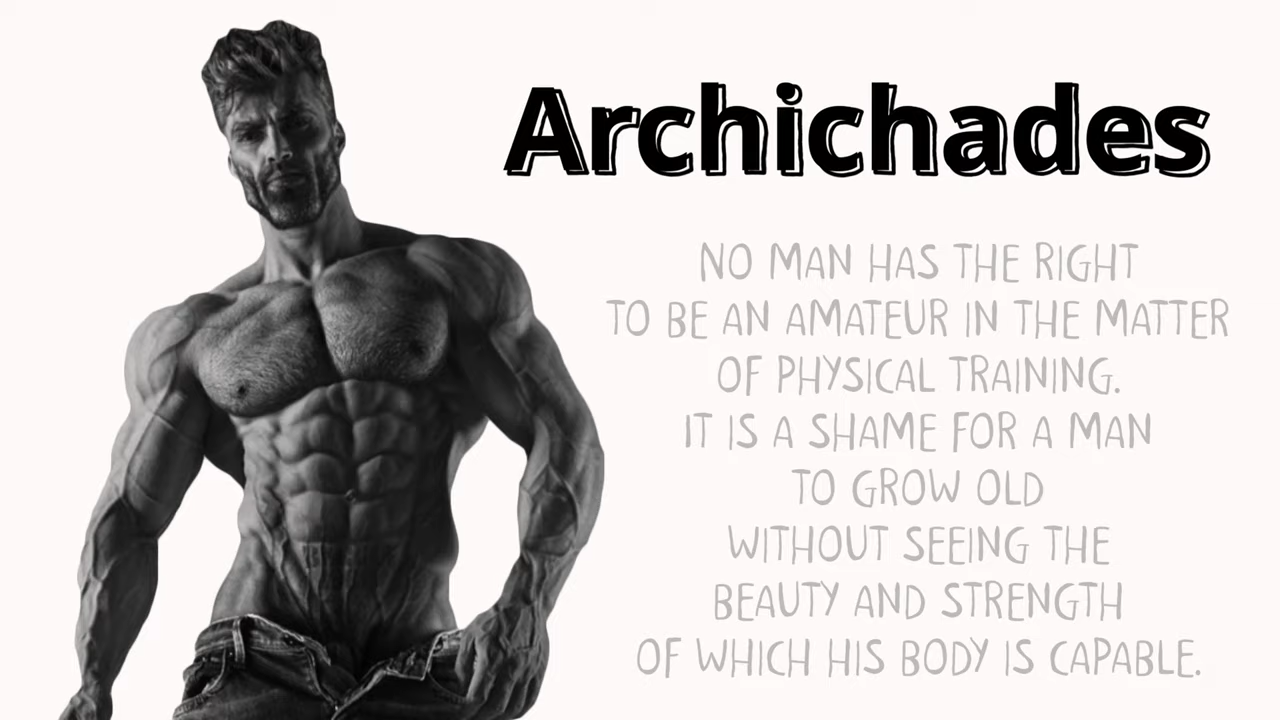 Archichades
NO MAN HAS THE RIGHT
TO BE AN AMATEUR IN THE MATTER
OF PHYSICAL TRAINING.
IT IS A SHAME FOR A MAN
TO GROW OLD
WITHOUT SEEING THE
BEAUTY AND STRENGTH
OF WHICH HIS BODY IS CAPABLE.